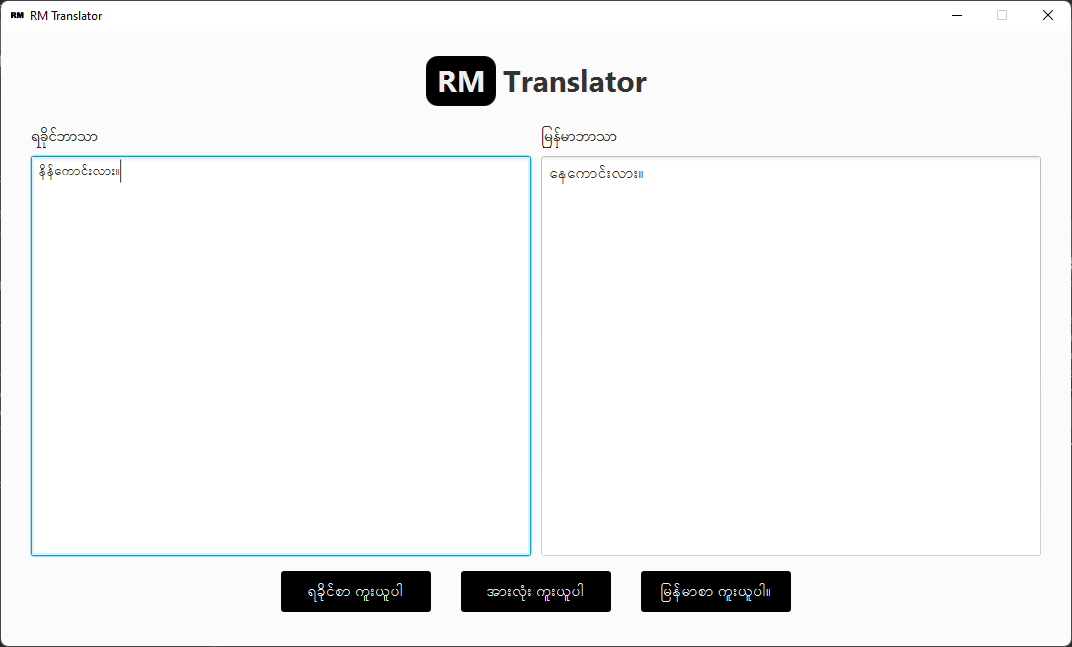 RM RM Translator
RM Translator
ရခိုင်ဘာသာ
မြန်မာဘာသာ
နိန်ကောင်းလား။
နေကောင်းလား။
ရခိုင်စာ ကူးယူပါ
အားလုံး ကူးယူပါ
မြန်မာစာ ကူးယူပါ။